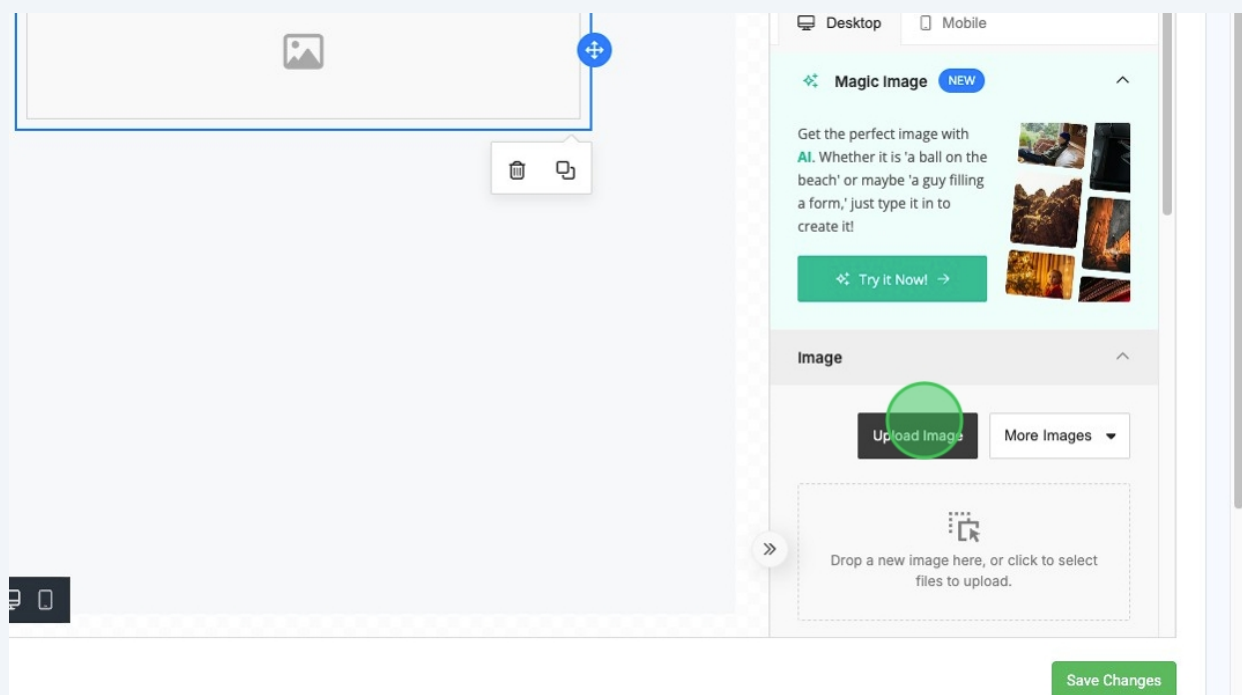 Desktop
Mobile
Magic Image NEW
Get the perfect image with
AI. Whether it is 'a ball on the
beach' or maybe 'a guy filling
a form,' just type it in to
create it!
Try it Now!
Image
Upload Image
More Images
Drop a new image here, or click to select
files to upload.
Save Changes